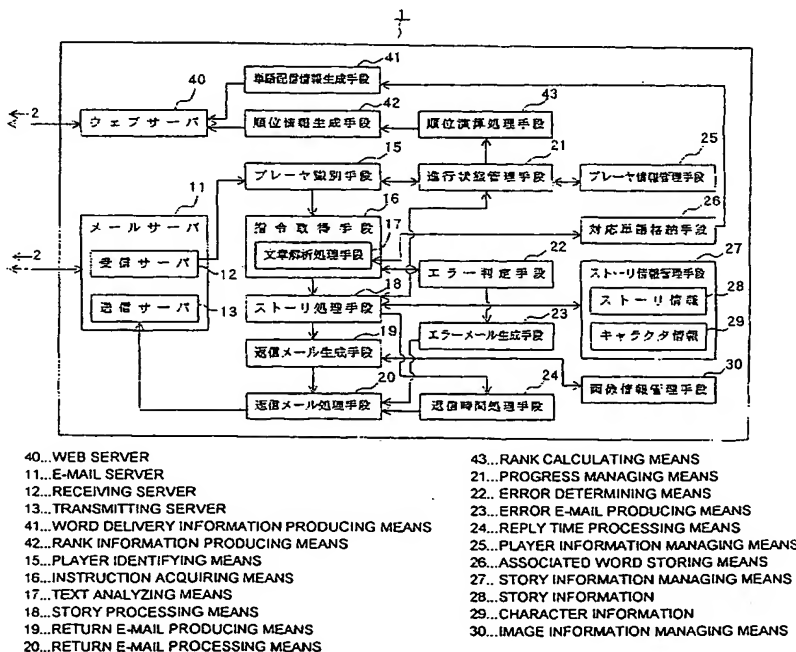 1
41
単語配信情報生成手段
40
42
43
2
ウェブサーバ
順位情報生成手段
順位演算処理手段
15
21
25
プレーヤ識別手段
進行状況管理手段
プレーヤ情報管理手段
11
16
26
メールサーバ
指令取得手段
17
対応単語格納手段
2
文章解析処理手段
22
27
受信サーバ
12
エラー判定手段
ストーリ情報管理手段
18
ストーリ情報
28
送信サーバ
13
ストーリ処理手段
23
19
エラーメール生成手段
キャラクタ情報
29
返信メール生成手段
20
24
30
返信メール処理手段
返信時間処理手段
画像情報管理手段
40...WEB SERVER
11...E-MAIL SERVER
12...RECEIVING SERVER
13...TRANSMITTING SERVER
41...WORD DELIVERY INFORMATION PRODUCING MEANS
42...RANK INFORMATION PRODUCING MEANS
15...PLAYER IDENTIFYING MEANS
16...INSTRUCTION ACQUIRING MEANS
17...TEXT ANALYZING MEANS
18...STORY PROCESSING MEANS
19...RETURN E-MAIL PRODUCING MEANS
20...RETURN E-MAIL PROCESSING MEANS
43...RANK CALCULATING MEANS
21...PROGRESS MANAGING MEANS
22...ERROR DETERMINING MEANS
23...ERROR E-MAIL PRODUCING MEANS
24...REPLY TIME PROCESSING MEANS
25...PLAYER INFORMATION MANAGING MEANS
26...ASSOCIATED WORD STORING MEANS
27...STORY INFORMATION MANAGING MEANS
28...STORY INFORMATION
29...CHARACTER INFORMATION
30...IMAGE INFORMATION MANAGING MEANS